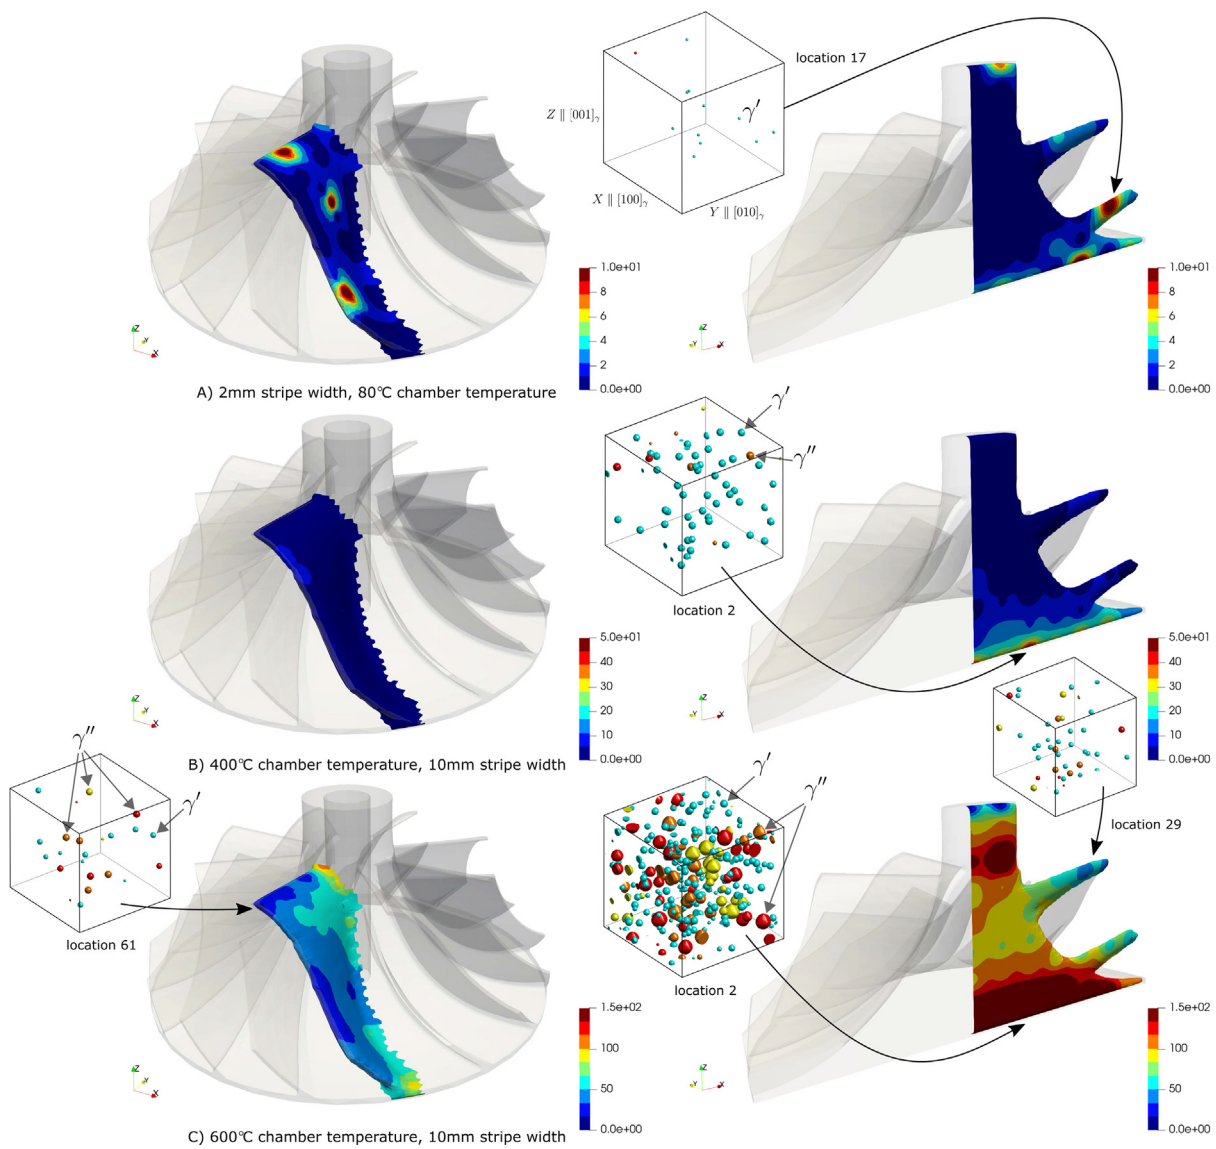 location 17
γ′
Z ∥ [001]γ
X ∥ [100]γ
Y ∥ [010]γ
1.0e+01
8
6
4
2
0.0e+00
1.0e+01
8
6
4
2
0.0e+00
Z
Y
X
Z
Y
X
A) 2mm stripe width, 80℃ chamber temperature
γ′
γ″
location 2
5.0e+01
40
30
20
10
0.0e+00
5.0e+01
40
30
20
10
0.0e+00
Z
Y
X
Z
Y
X
B) 400℃ chamber temperature, 10mm stripe width
γ″
γ′
location 61
γ′
γ″
location 2
location 29
1.5e+02
100
50
0.0e+00
1.5e+02
100
50
0.0e+00
Z
Y
X
Z
Y
X
C) 600℃ chamber temperature, 10mm stripe width